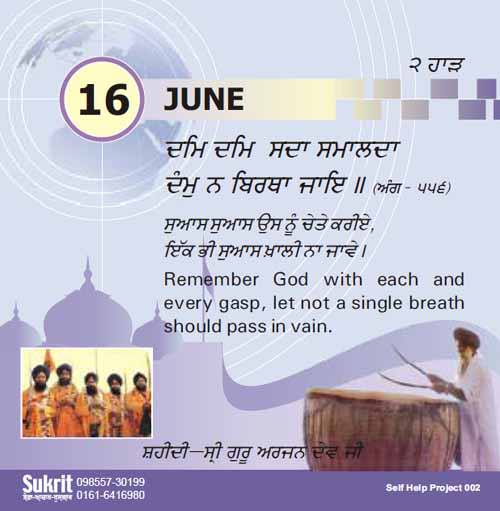 ੨ ਹਾੜ
16 JUNE
ਦਮਿ ਦਮਿ ਸਦਾ ਸਮਾਲਦਾ
ਦੰਮੁ ਨ ਬਿਰਥਾ ਜਾਇ ॥ (ਅੰਗ - ੫੫੬)
ਸੁਆਸ ਸੁਆਸ ਉਸ ਨੂੰ ਚੇਤੇ ਕਰੀਏ,
ਇੱਕ ਭੀ ਸੁਆਸ ਖ਼ਾਲੀ ਨਾ ਜਾਵੇ।
Remember God with each and
every gasp, let not a single breath
should pass in vain.
ਸ਼ਹੀਦੀ–ਸ੍ਰੀ ਗੁਰੂ ਅਰਜਨ ਦੇਵ ਜੀ
Sukrit
098557-30199
0161-6416980
Self Help Project 002